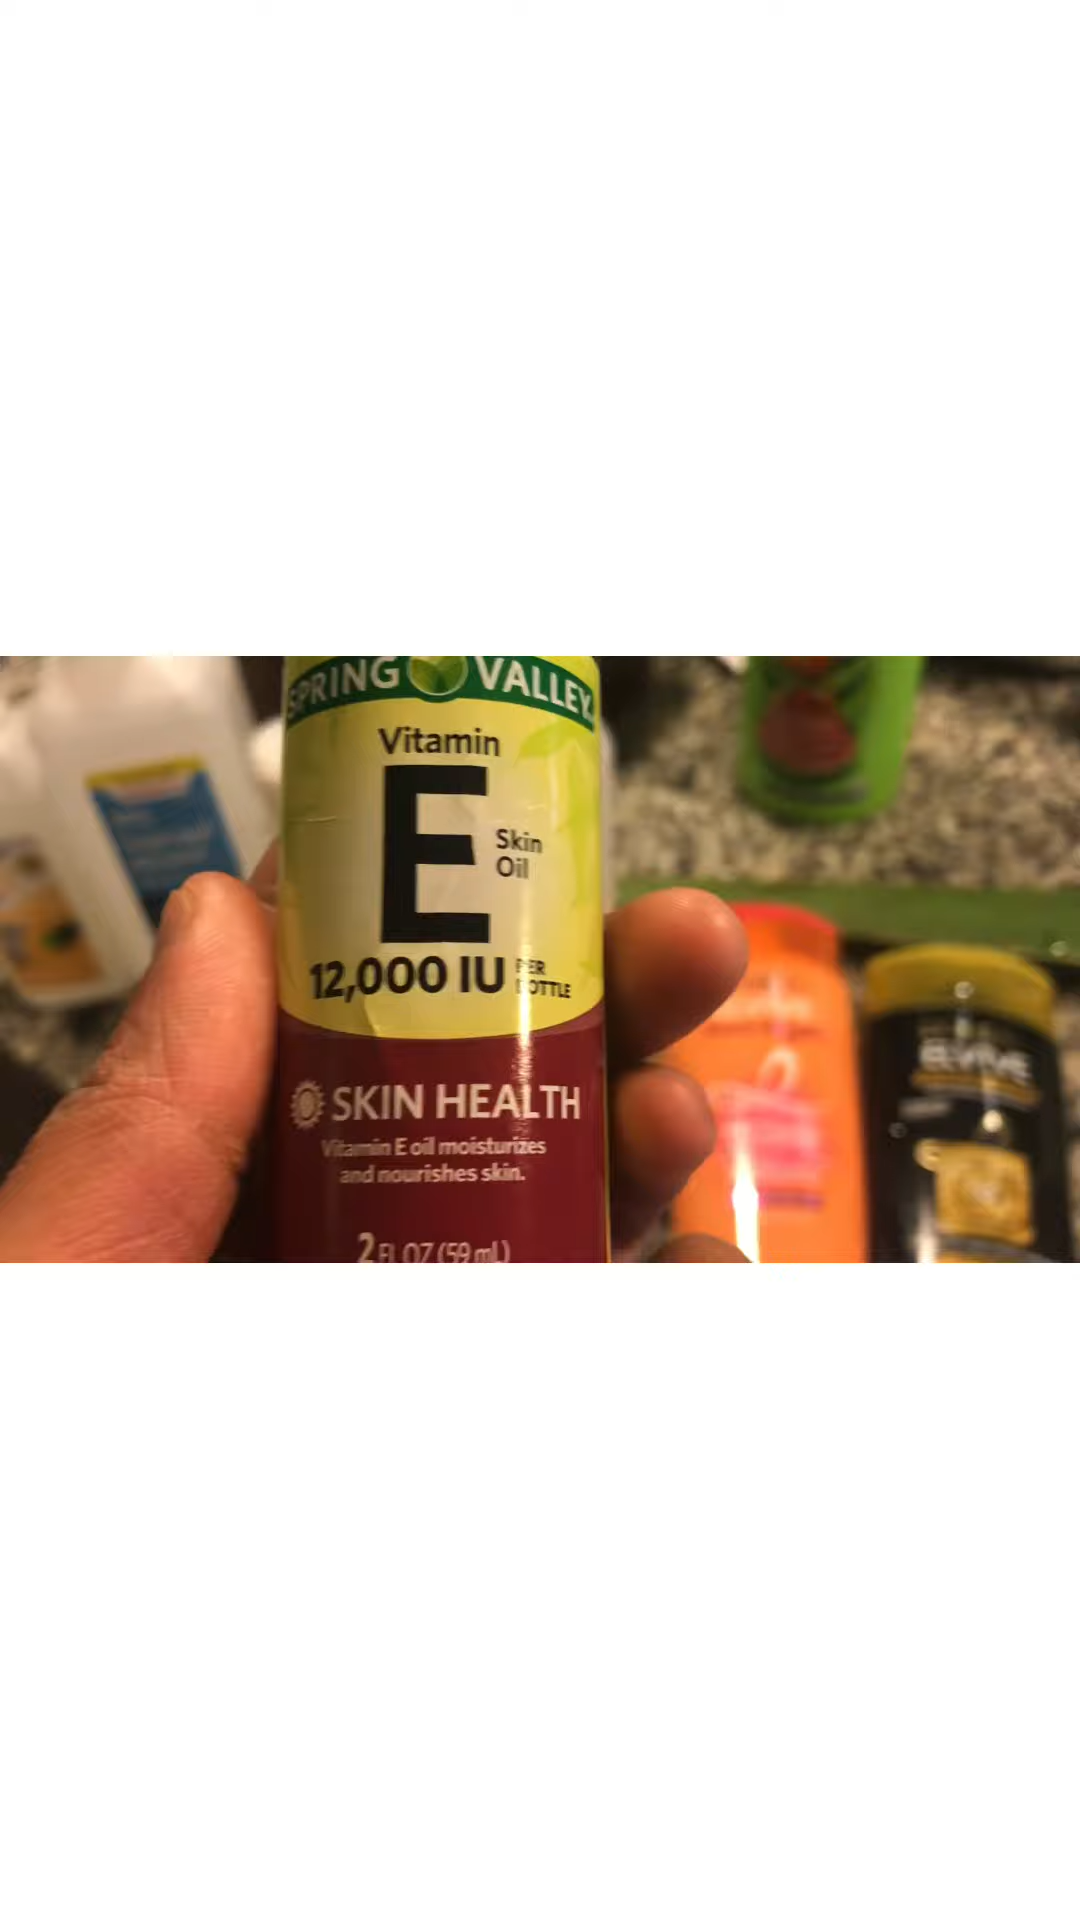 SPRING VALLEY
Vitamin
E
Skin
Oil
12,000 IU PER
BOTTLE
SKIN HEALTH
Vitamin E oil moisturizes
and nourishes skin.
2 FL OZ (59 mL)
elvive